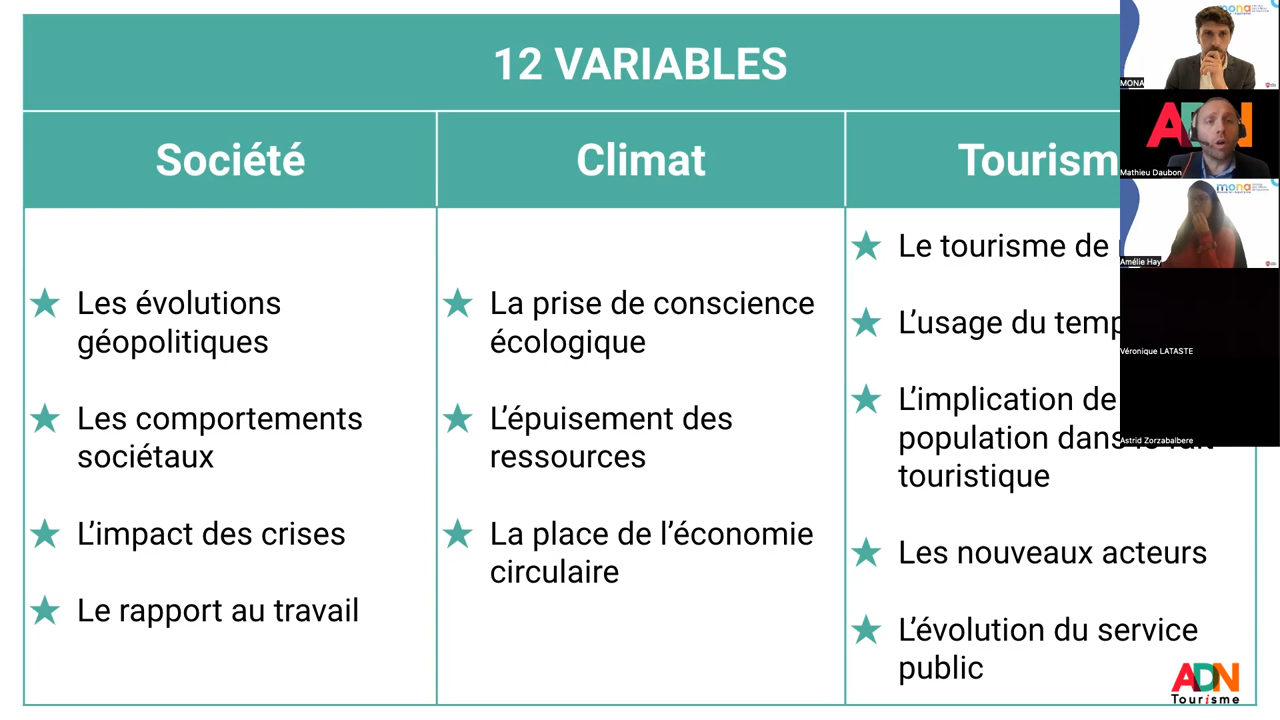 12 VARIABLES
Société
Climat
Tourism
Les évolutions
géopolitiques
Les comportements
sociétaux
L’impact des crises
Le rapport au travail
La prise de conscience
écologique
L’épuisement des
ressources
La place de l’économie
circulaire
Le tourisme de
L’usage du temp
L’implication de
population dans
touristique
Les nouveaux acteurs
L’évolution du service
public
ADN
Tourisme
mona
MONA
ADN
Mathieu Daubon
mona
Amélie Hay
Véronique LATASTE
Astrid Zorzabalbere